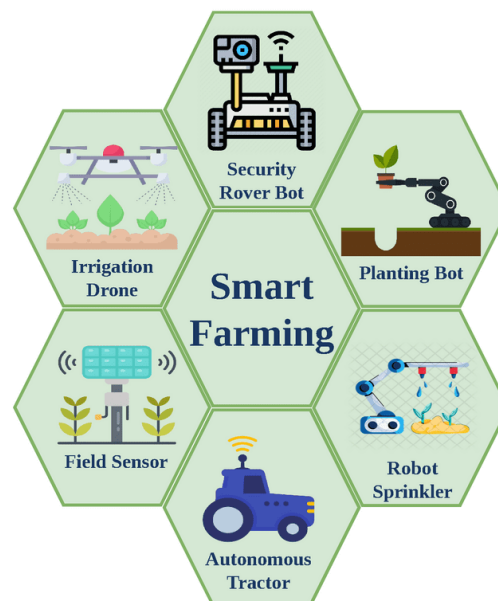 Security
Rover Bot
Irrigation
Drone
Planting Bot
Smart
Farming
Field Sensor
Robot
Sprinkler
Autonomous
Tractor